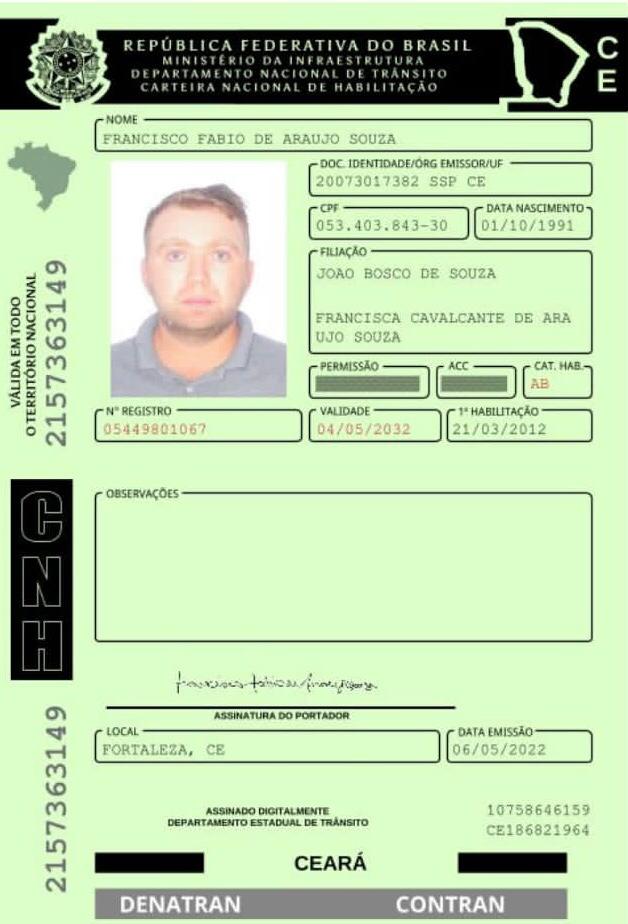 REPÚBLICA FEDERATIVA DO BRASIL
MINISTÉRIO DA INFRAESTRUTURA
DEPARTAMENTO NACIONAL DE TRÂNSITO
CARTEIRA NACIONAL DE HABILITAÇÃO
CE
NOME
FRANCISCO FABIO DE ARAUJO SOUZA
DOC. IDENTIDADE/ÓRG EMISSOR/UF
20073017382 SSP CE
CPF
053.403.843-30
DATA NASCIMENTO
01/10/1991
FILIAÇÃO
JOAO BOSCO DE SOUZA
FRANCISCA CAVALCANTE DE ARA
UJO SOUZA
PERMISSÃO
ACC
CAT. HAB.
AB
Nº REGISTRO
05449801067
VALIDADE
04/05/2032
1ª HABILITAÇÃO
21/03/2012
VÁLIDA EM TODO
O TERRITÓRIO NACIONAL
2157363149
OBSERVAÇÕES
CNH
ASSINATURA DO PORTADOR
LOCAL
FORTALEZA, CE
DATA EMISSÃO
06/05/2022
2157363149
ASSINADO DIGITALMENTE
DEPARTAMENTO ESTADUAL DE TRÂNSITO
10758646159
CE186821964
CEARÁ
DENATRAN CONTRAN